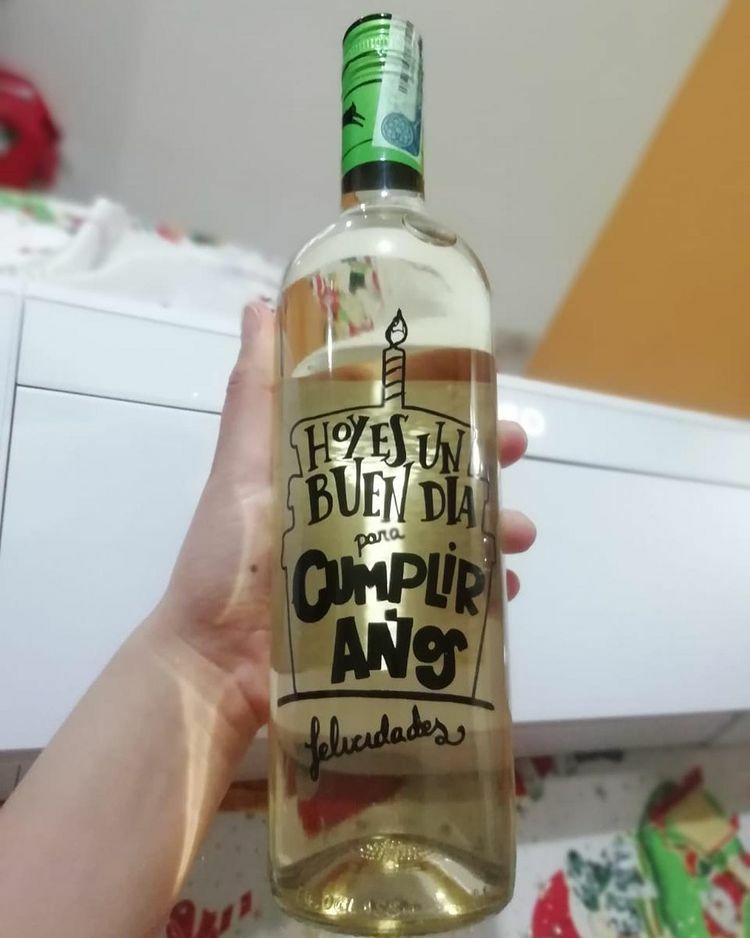 HOY ES UN
BUEN DIA
para
CUMPLIR
AÑOS
felicidades